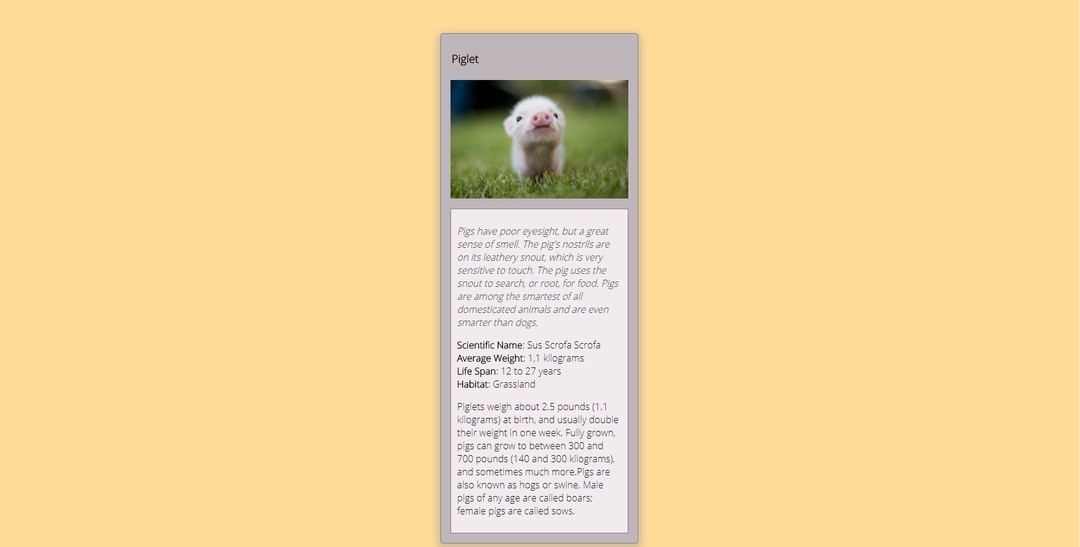 Piglet
Pigs have poor eyesight, but a great
sense of smell. The pig's nostrils are
on its leathery snout, which is very
sensitive to touch. The pig uses the
snout to search, or root, for food. Pigs
are among the smartest of all
domesticated animals and are even
smarter than dogs.
Scientific Name: Sus Scrofa Scrofa
Average Weight: 1,1 kilograms
Life Span: 12 to 27 years
Habitat: Grassland
Piglets weigh about 2.5 pounds (1.1
kilograms) at birth, and usually double
their weight in one week. Fully grown,
pigs can grow to between 300 and
700 pounds (140 and 300 kilograms),
and sometimes much more.Pigs are
also known as hogs or swine. Male
pigs of any age are called boars;
female pigs are called sows.